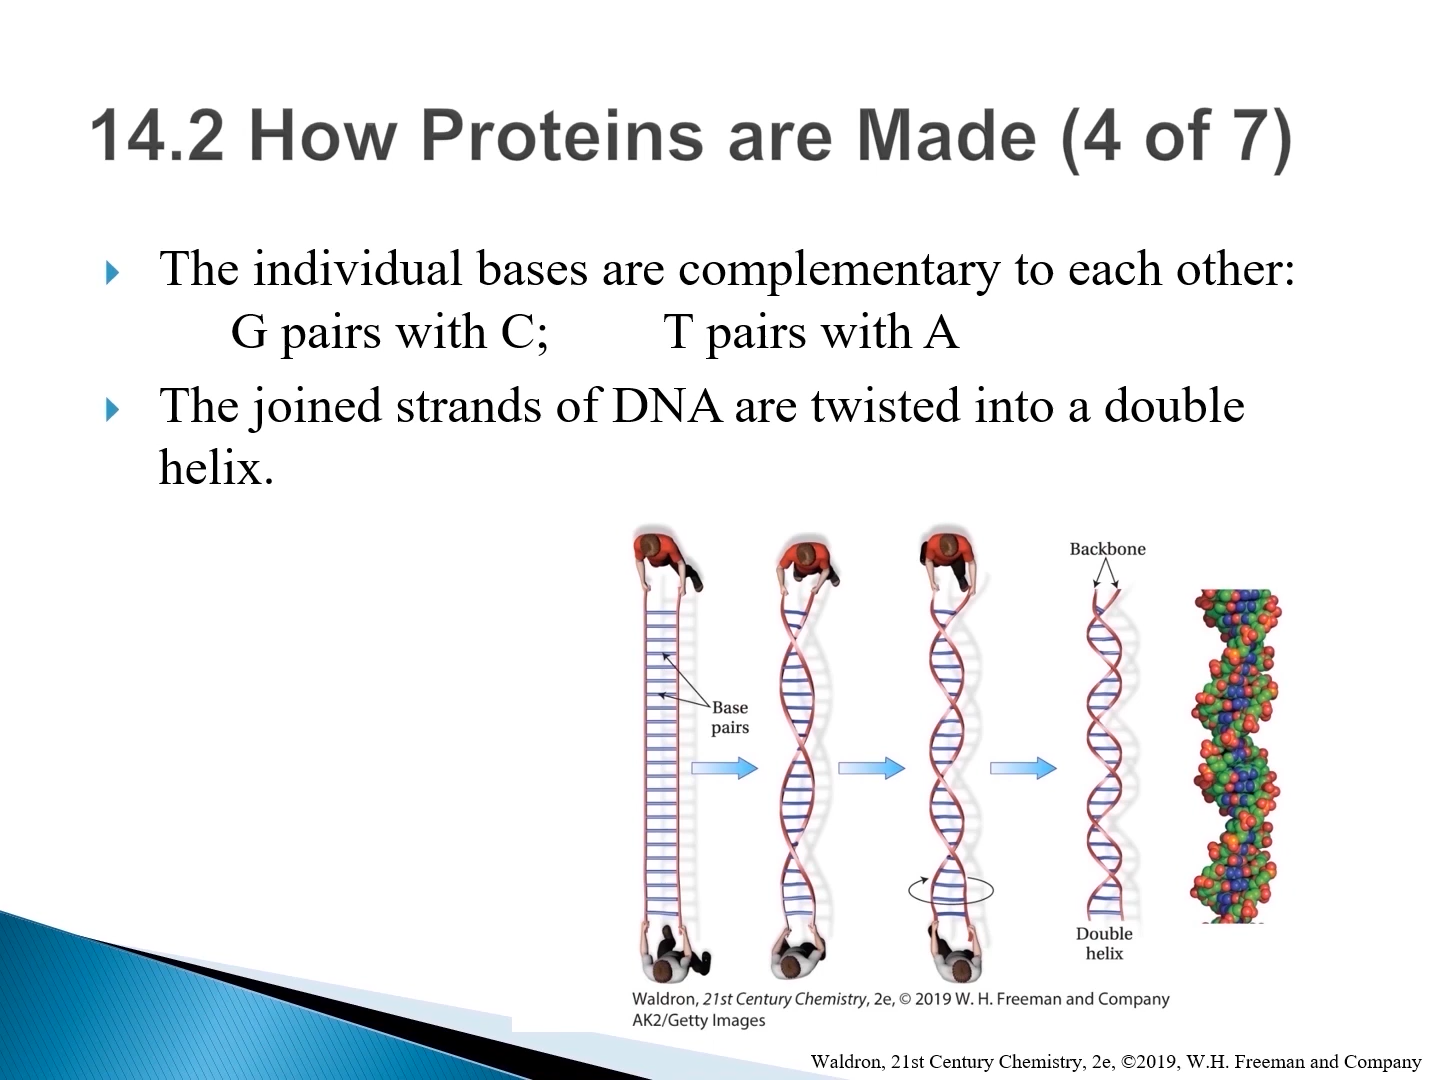 14.2 How Proteins are Made (4 of 7)
The individual bases are complementary to each other:
G pairs with C; T pairs with A
The joined strands of DNA are twisted into a double
helix.
Backbone
Base
pairs
Double
helix
Waldron, 21st Century Chemistry, 2e, © 2019 W. H. Freeman and Company
AK2/Getty Images
Waldron, 21st Century Chemistry, 2e, ©2019, W.H. Freeman and Company